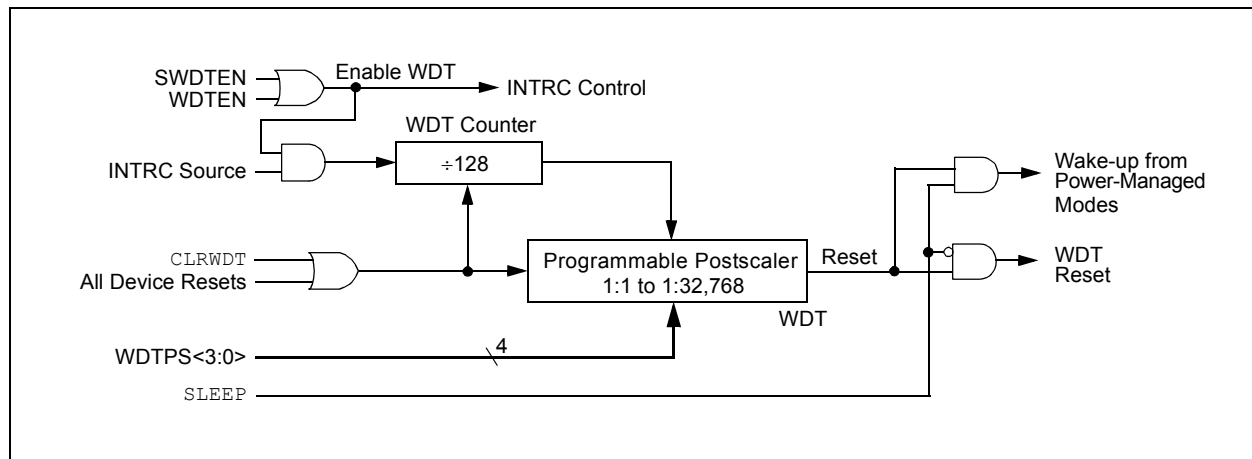 SWDTEN
WDTEN
Enable WDT
INTRC Control
WDT Counter
÷128
INTRC Source
Wake-up from
Power-Managed
Modes
CLRWDT
All Device Resets
Programmable Postscaler
1:1 to 1:32,768
Reset
WDT
WDT
Reset
4
WDTPS<3:0>
SLEEP